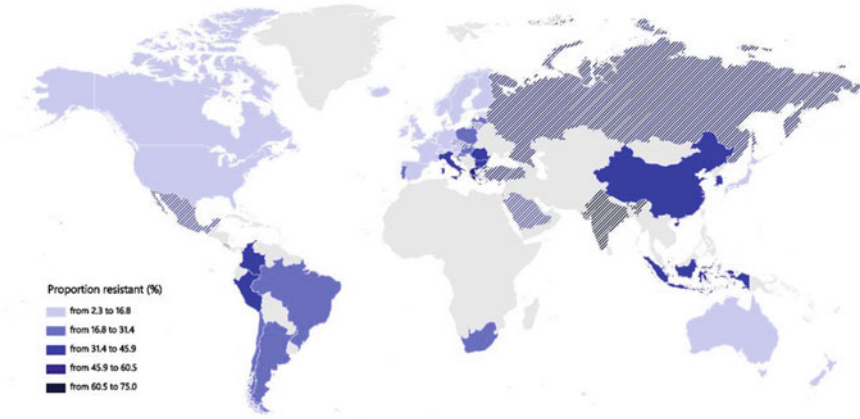 Proportion resistant (%)
from 2.3 to 16.8
from 16.8 to 31.4
from 31.4 to 45.9
from 45.9 to 60.5
from 60.5 to 75.0